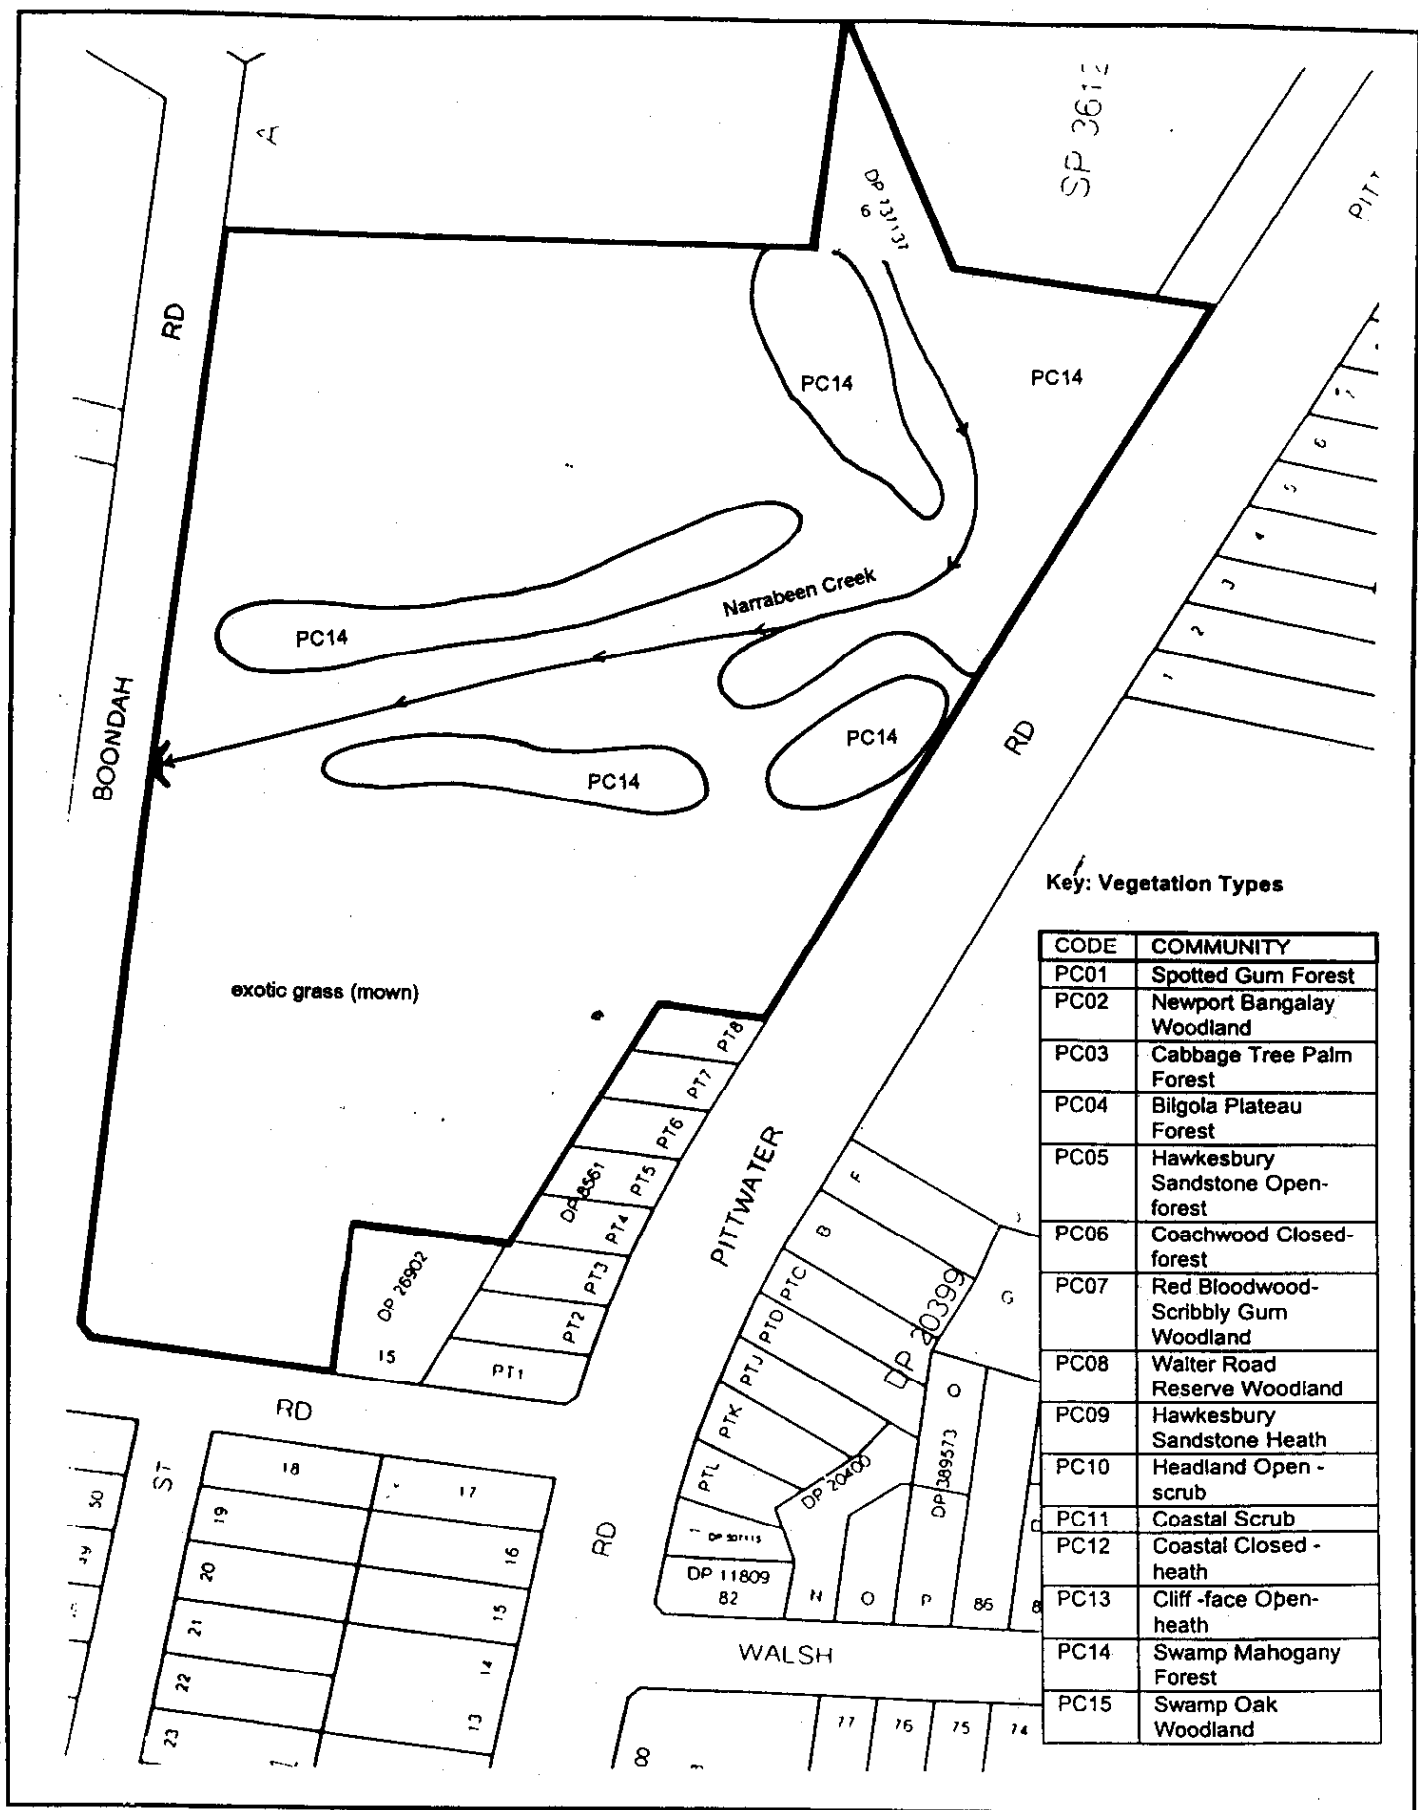 A
SP 3612
PITT
DP 737137
6
RD
PC14
PC14
7
6
5
4
3
2
1
Narrabeen Creek
PC14
BOONDAH
PC14
RD
PC14
Key: Vegetation Types
CODE COMMUNITY
PC01 Spotted Gum Forest
PC02 Newport Bangalay
Woodland
PC03 Cabbage Tree Palm
Forest
PC04 Bilgola Plateau
Forest
PC05 Hawkesbury
Sandstone Open-
forest
PC06 Coachwood Closed-
forest
PC07 Red Bloodwood-
Scribbly Gum
Woodland
PC08 Walter Road
Reserve Woodland
PC09 Hawkesbury
Sandstone Heath
PC10 Headland Open -
scrub
PC11 Coastal Scrub
PC12 Coastal Closed -
heath
PC13 Cliff -face Open-
heath
PC14 Swamp Mahogany
Forest
PC15 Swamp Oak
Woodland
exotic grass (mown)
PT8
PT7
PT6
PT5
DP 8561
PT4
PT3
PT2
PT1
DP 26902
15
PITTWATER
F
B
PTC
PTD
PTJ
PTK
PTL
DP 20399
G
O
DP 389573
DP 20400
DP 11809
82
N
O
P
86
8
RD
ST
RD
18
17
19
16
20
15
21
14
22
13
23
50
WALSH
77
76
75
74